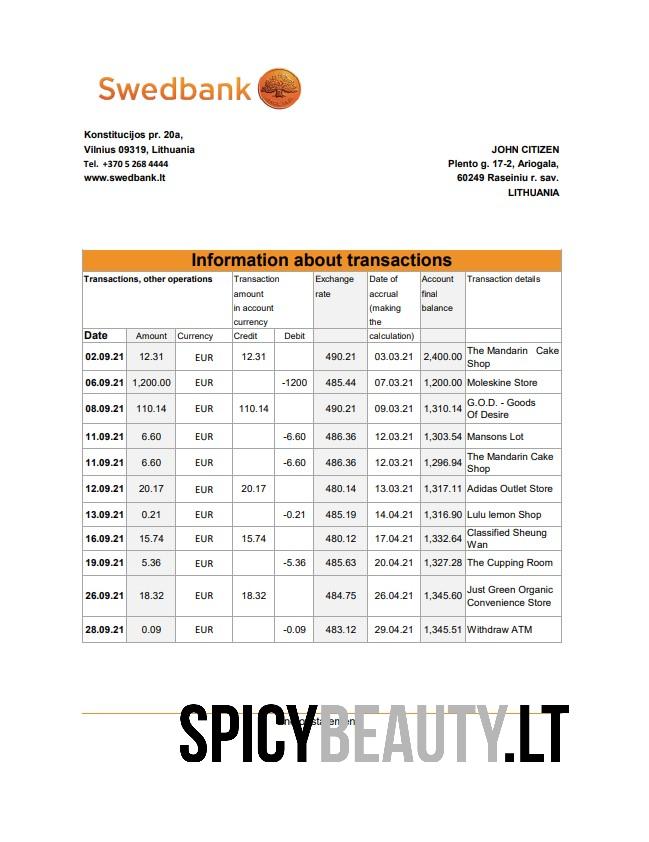 Swedbank
Konstitucijos pr. 20a,
Vilnius 09319, Lithuania
Tel. +370 5 268 4444
www.swedbank.lt
JOHN CITIZEN
Plento g. 17-2, Ariogala,
60249 Raseiniu r. sav.
LITHUANIA
Information about transactions
Transactions, other operations
Transaction
amount
in account
currency
Exchange
rate
Date of
accrual
(making
the
calculation)
Account
final
balance
Transaction details
Date Amount Currency Credit Debit
02.09.21 12.31 EUR 12.31 490.21 03.03.21 2,400.00 The Mandarin Cake
Shop
06.09.21 1,200.00 EUR -1200 485.44 07.03.21 1,200.00 Moleskine Store
08.09.21 110.14 EUR 110.14 490.21 09.03.21 1,310.14 G.O.D. - Goods
Of Desire
11.09.21 6.60 EUR -6.60 486.36 12.03.21 1,303.54 Mansons Lot
11.09.21 6.60 EUR -6.60 486.36 12.03.21 1,296.94 The Mandarin Cake
Shop
12.09.21 20.17 EUR 20.17 480.14 13.03.21 1,317.11 Adidas Outlet Store
13.09.21 0.21 EUR -0.21 485.19 14.04.21 1,316.90 Lulu lemon Shop
16.09.21 15.74 EUR 15.74 480.12 17.04.21 1,332.64 Classified Sheung
Wan
19.09.21 5.36 EUR -5.36 485.63 20.04.21 1,327.28 The Cupping Room
26.09.21 18.32 EUR 18.32 484.75 26.04.21 1,345.60 Just Green Organic
Convenience Store
28.09.21 0.09 EUR -0.09 483.12 29.04.21 1,345.51 Withdraw ATM
SPICYBEAUTY.LT